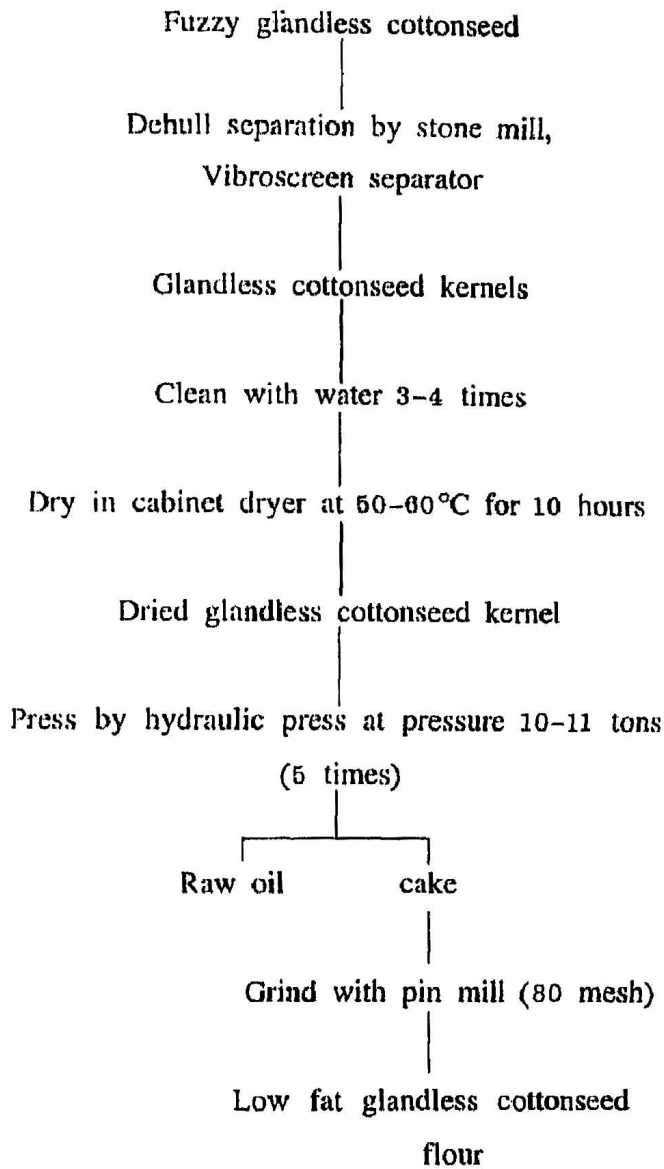 Fuzzy glandless cottonseed
Dehull separation by stone mill,
Vibroscreen separator
Glandless cottonseed kernels
Clean with water 3-4 times
Dry in cabinet dryer at 50-60°C for 10 hours
Dried glandless cottonseed kernel
Press by hydraulic press at pressure 10-11 tons
(5 times)
Raw oil cake
Grind with pin mill (80 mesh)
Low fat glandless cottonseed
flour